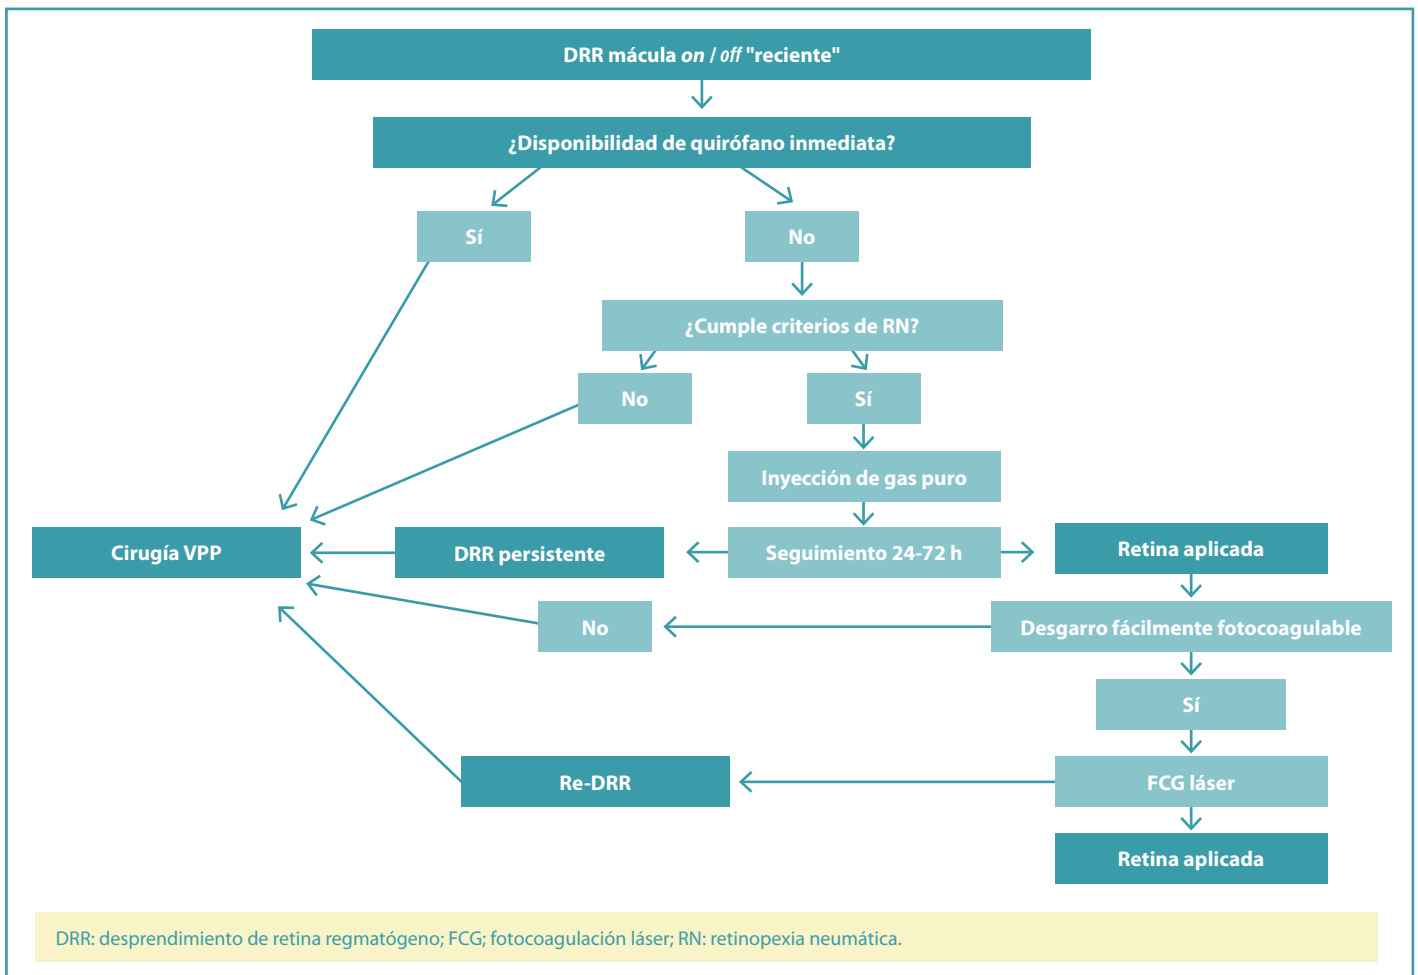 DRR mácula on / off "reciente"
¿Disponibilidad de quirófano inmediata?
Sí
No
¿Cumple criterios de RN?
No
Sí
Inyección de gas puro
Cirugía VPP
DRR persistente
Seguimiento 24-72 h
Retina aplicada
No
Desgarro fácilmente fotocoagulable
Sí
Re-DRR
FCG láser
Retina aplicada
DRR: desprendimiento de retina regmatógeno; FCG; fotocoagulación láser; RN: retinopexia neumática.